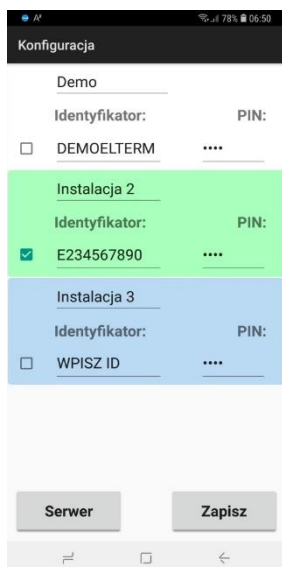 78% 06:50
Konfiguracja
Demo
Identyfikator: PIN:
DEMOELTERM ••••
Instalacja 2
Identyfikator: PIN:
E234567890 ••••
Instalacja 3
Identyfikator: PIN:
WPISZ ID ••••
Serwer Zapisz